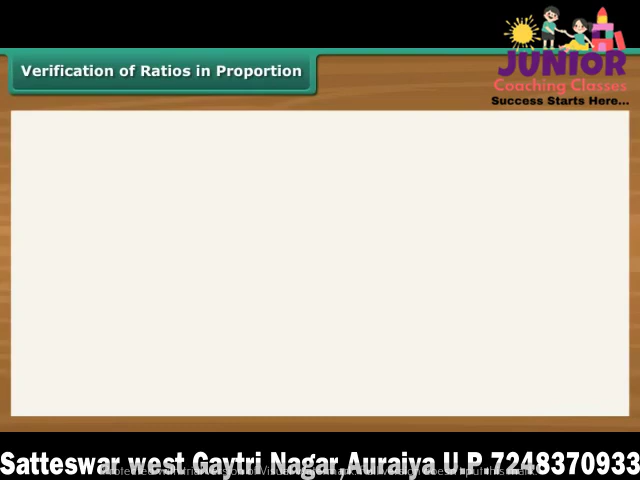 Verification of Ratios in Proportion
JUNIOR
Coaching Classes
Success Starts Here...
Satteswar west Gaytri Nagar,Auraiya U.P.7248370933